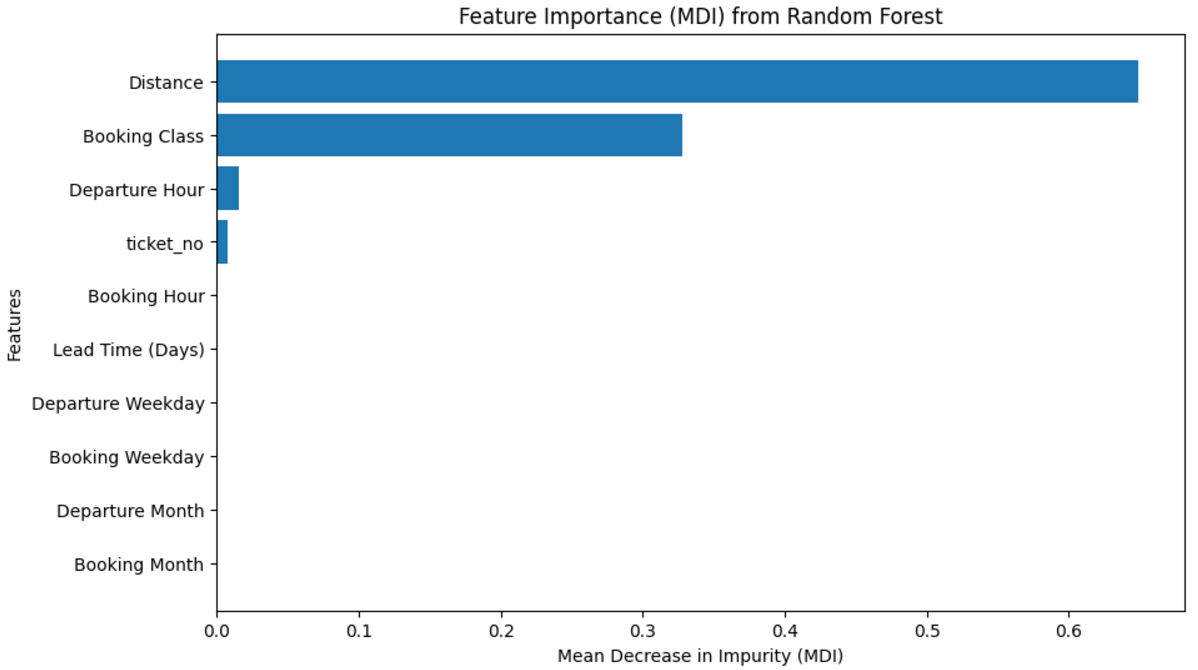 Feature Importance (MDI) from Random Forest
Distance
Booking Class
Departure Hour
ticket_no
Booking Hour
Lead Time (Days)
Departure Weekday
Booking Weekday
Departure Month
Booking Month
Features
0.0 0.1 0.2 0.3 0.4 0.5 0.6
Mean Decrease in Impurity (MDI)